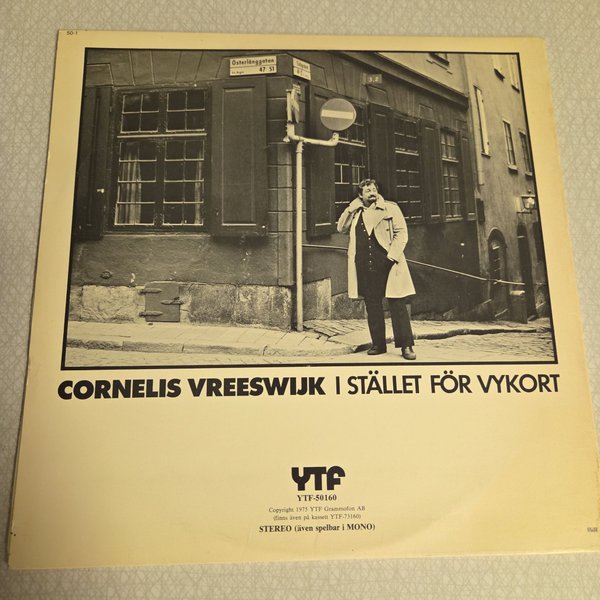 50-1
Österlånggatan
47 51
CORNELIS VREESWIJK I STÄLLET FÖR VYKORT
YTF
YTF-50160
Copyright 1975 YTF Grammofon AB
(finns även på kassett YTF-73160)
STEREO (även spelbar i MONO)